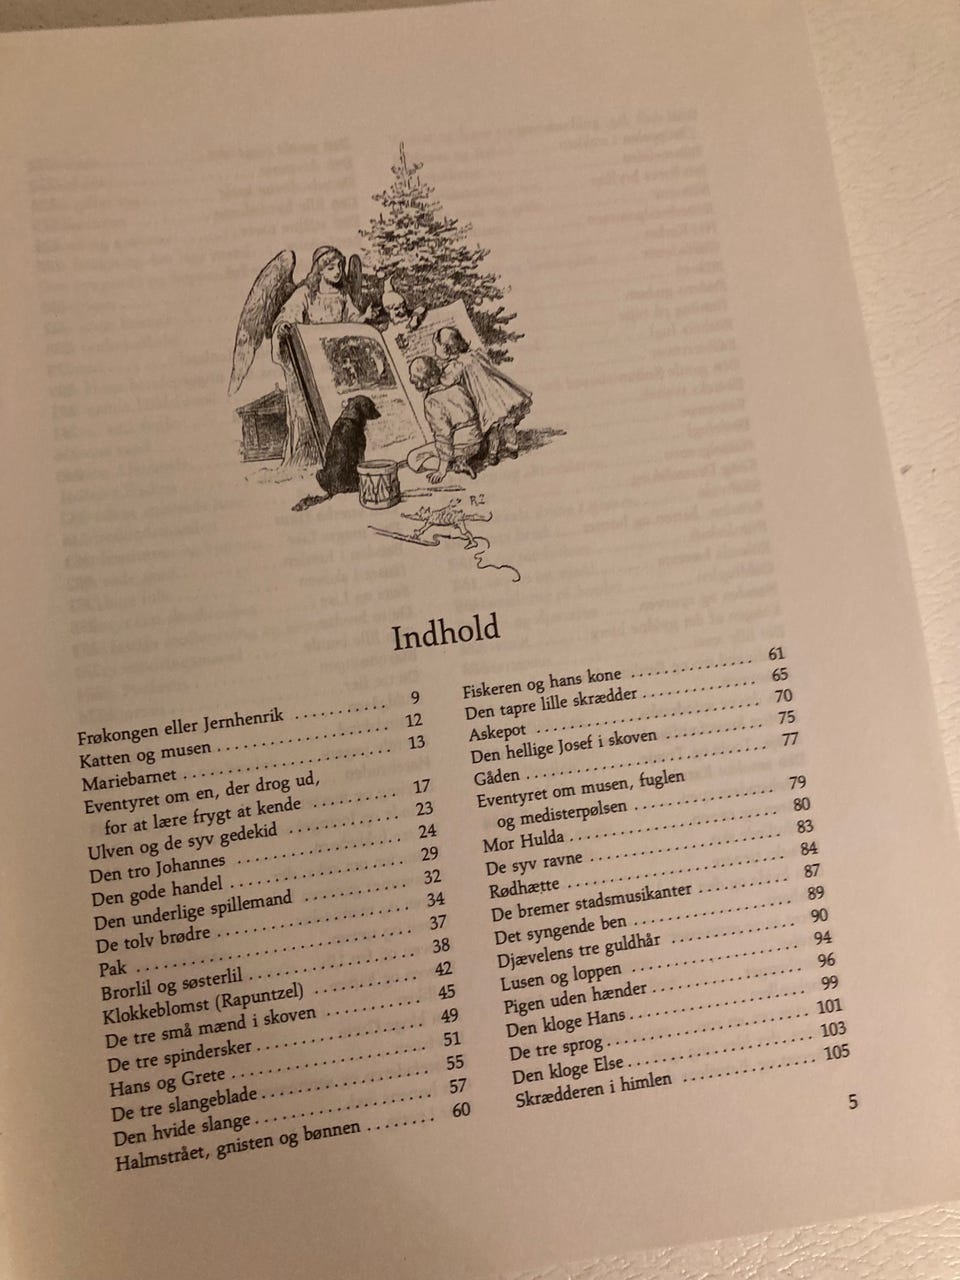 R.Z
Indhold
Frøkongen eller Jernhenrik ........... 9
Katten og musen .................... 12
Mariebarnet ........................ 13
Eventyret om en, der drog ud,
for at lære frygt at kende .......... 17
Ulven og de syv gedekid ............. 23
Den tro Johannes ................... 24
Den gode handel .................... 29
Den underlige spillemand ............ 32
De tolv brødre ...................... 34
Pak ............................... 37
Brorlil og søsterlil ................... 38
Klokkeblomst (Rapuntzel) ............ 42
De tre små mænd i skoven ........... 45
De tre spindersker ................... 49
Hans og Grete ...................... 51
De tre slangeblade ................... 55
Den hvide slange .................... 57
Halmstrået, gnisten og bønnen ........ 60
Fiskeren og hans kone ............... 61
Den tapre lille skrædder .............. 65
Askepot ........................... 70
Den hellige Josef i skoven ............ 75
Gåden ............................. 77
Eventyret om musen, fuglen
og medisterpølsen .................. 79
Mor Hulda ......................... 80
De syv ravne ....................... 83
Rødhætte .......................... 84
De bremer stadsmusikanter ........... 87
Det syngende ben ................... 89
Djævelens tre guldhår ............... 90
Lusen og loppen .................... 94
Pigen uden hænder .................. 96
Den kloge Hans ..................... 99
De tre sprog ........................ 101
Den kloge Else ...................... 103
Skrædderen i himlen ................ 105
5